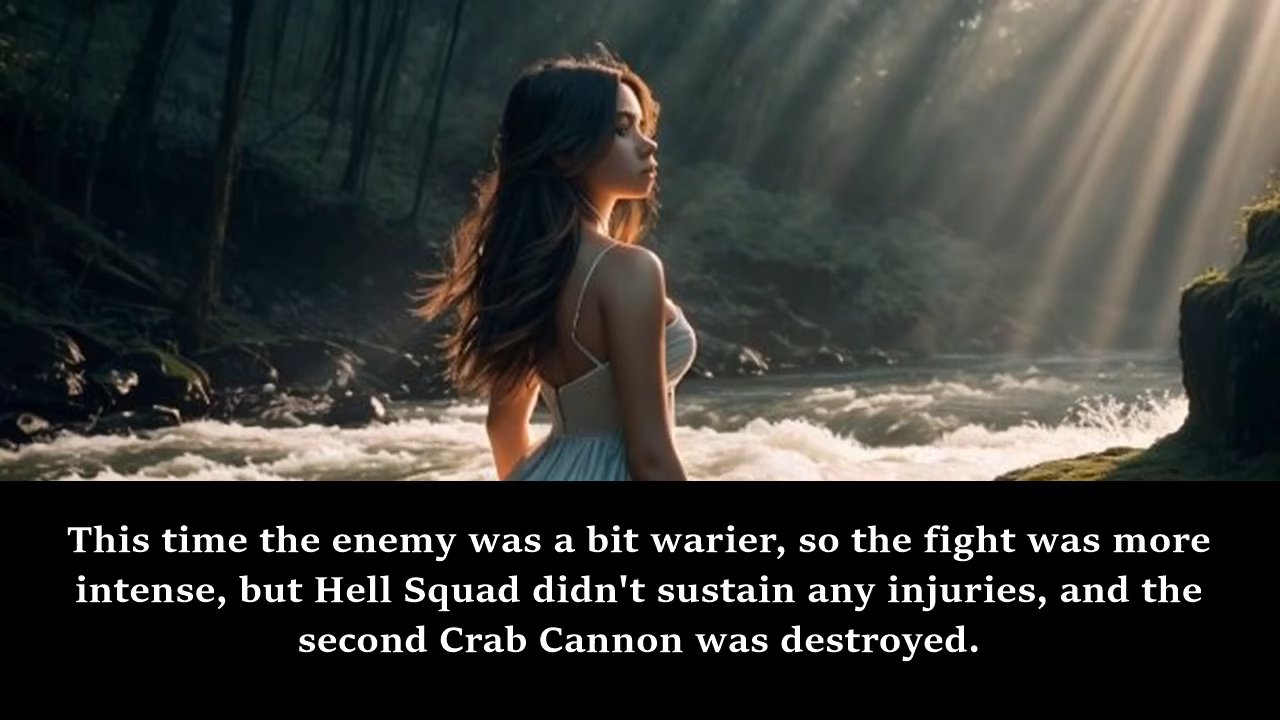 This time the enemy was a bit warier, so the fight was more
intense, but Hell Squad didn't sustain any injuries, and the
second Crab Cannon was destroyed.